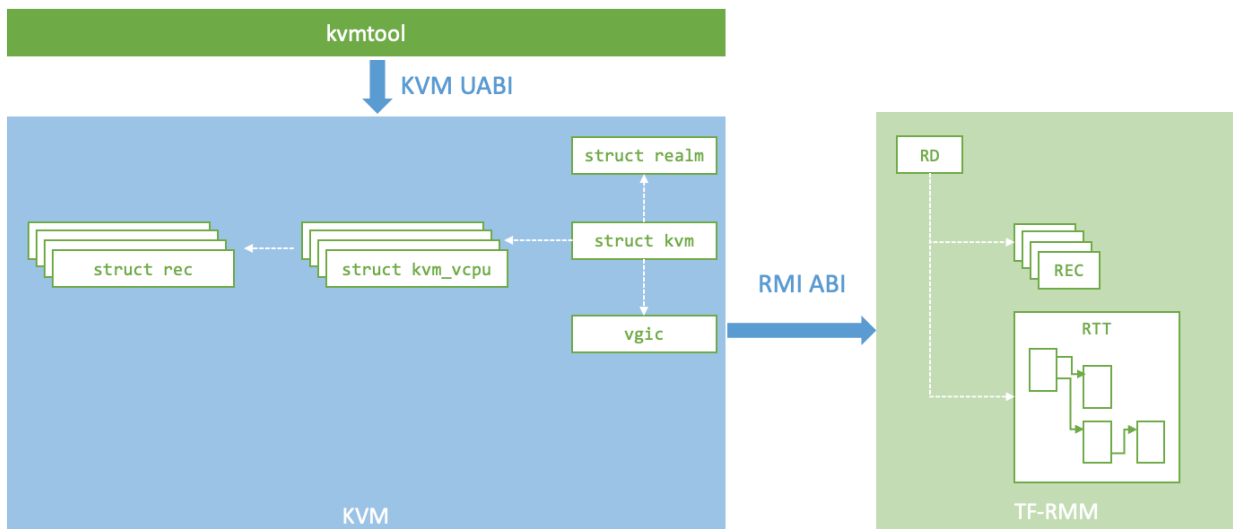 kvmtool
KVM UABI
struct realm
struct rec
struct kvm_vcpu
struct kvm
vgic
KVM
RMI ABI
RD
REC
RTT
TF-RMM